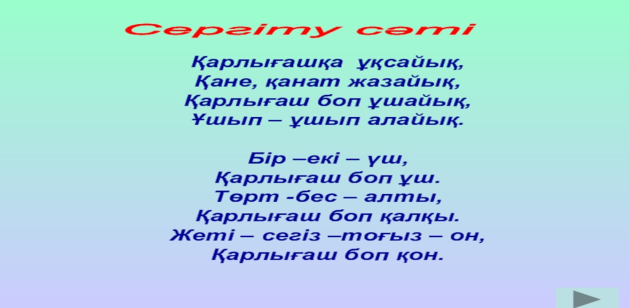 Сергіту сәті
Қарлығашқа ұқсайық,
Қане, қанат жазайық,
Қарлығаш боп ұшайық,
Ұшып – ұшып алайық.
Бір –екі – үш,
Қарлығаш боп ұш.
Төрт -бес – алты,
Қарлығаш боп қалқы.
Жеті – сегіз –тоғыз – он,
Қарлығаш боп қон.